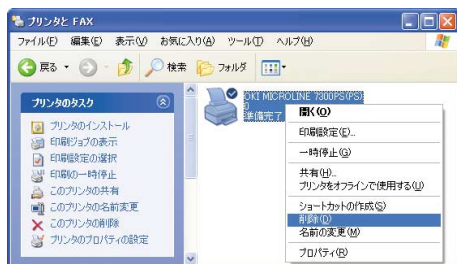 プリンタと FAX
ファイル(F) 編集(E) 表示(V) お気に入り(A) ツール(T) ヘルプ(H)
戻る 検索 フォルダ
プリンタのタスク
プリンタのインストール
印刷ジョブの表示
印刷設定の選択
印刷の一時停止
このプリンタの共有
このプリンタの名前変更
このプリンタの削除
プリンタのプロパティの設定
OKI MICROLINE 7300PS(PS)
0
準備完了
開く(O)
印刷設定(E)...
一時停止(G)
共有(H)...
プリンタをオフラインで使用する(U)
ショートカットの作成(S)
削除(D)
名前の変更(M)
プロパティ(R)